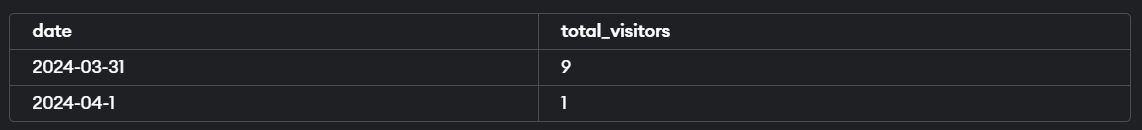 date total_visitors
2024-03-31 9
2024-04-1 1